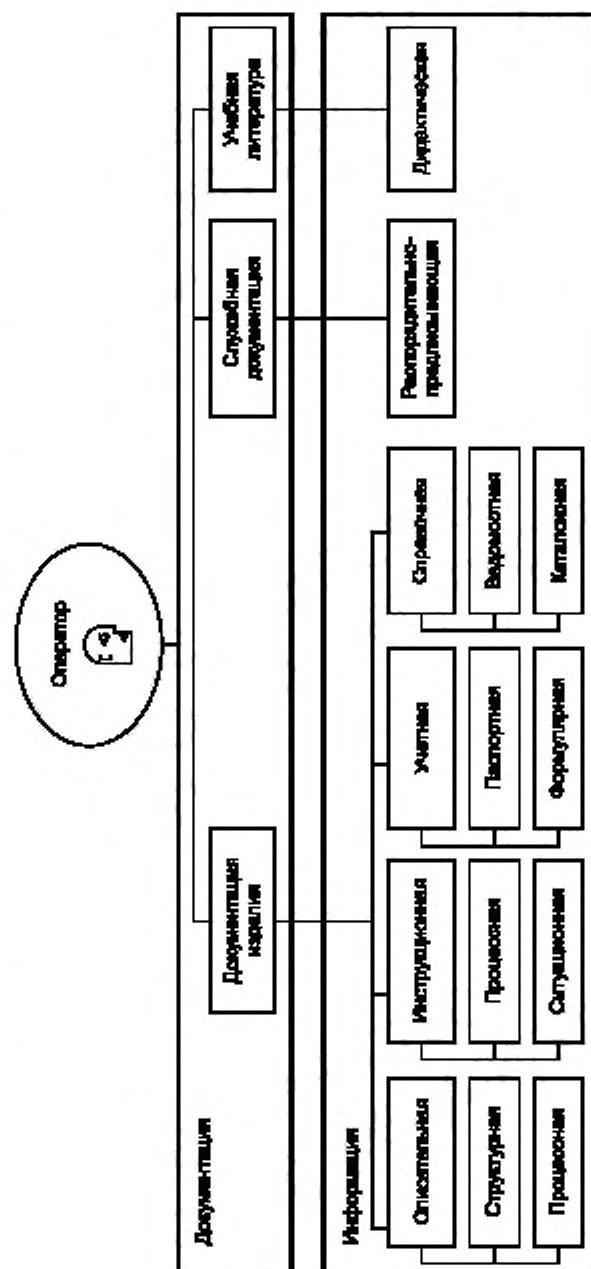 Оператор
Документация
Документация
изделия
Служебная
документация
Учебная
литература
Информация
Описательная
Инструкционная
Учетная
Справочная
Распорядительно-
предписывающая
Дидактическая
Структурная
Процессная
Паспортная
Ведомостная
Процессная
Ситуационная
Формулярная
Каталожная